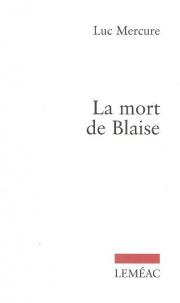 Luc Mercure
La mort
de Blaise
LEMÉAC